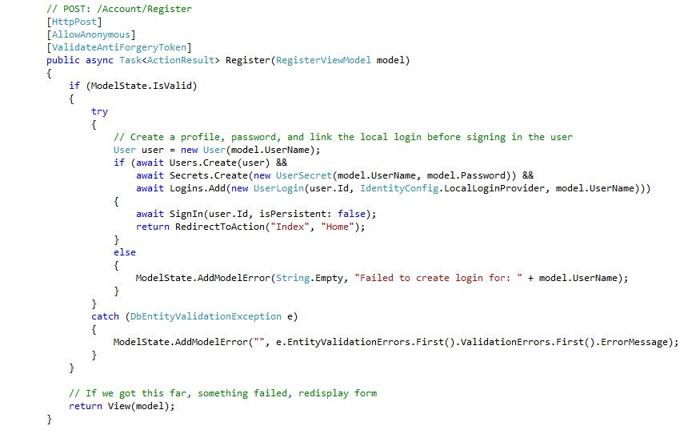 // POST: /Account/Register
[HttpPost]
[AllowAnonymous]
[ValidateAntiForgeryToken]
public async Task<ActionResult> Register(RegisterViewModel model)
{
if (ModelState.IsValid)
{
try
{
// Create a profile, password, and link the local login before signing in the user
User user = new User(model.UserName);
if (await Users.Create(user) &&
await Secrets.Create(new UserSecret(model.UserName, model.Password)) &&
await Logins.Add(new UserLogin(user.Id, IdentityConfig.LocalLoginProvider, model.UserName)))
{
await SignIn(user.Id, isPersistent: false);
return RedirectToAction("Index", "Home");
}
else
{
ModelState.AddModelError(String.Empty, "Failed to create login for: " + model.UserName);
}
}
catch (DbEntityValidationException e)
{
ModelState.AddModelError("", e.EntityValidationErrors.First().ValidationErrors.First().ErrorMessage);
}
}
// If we got this far, something failed, redisplay form
return View(model);
}